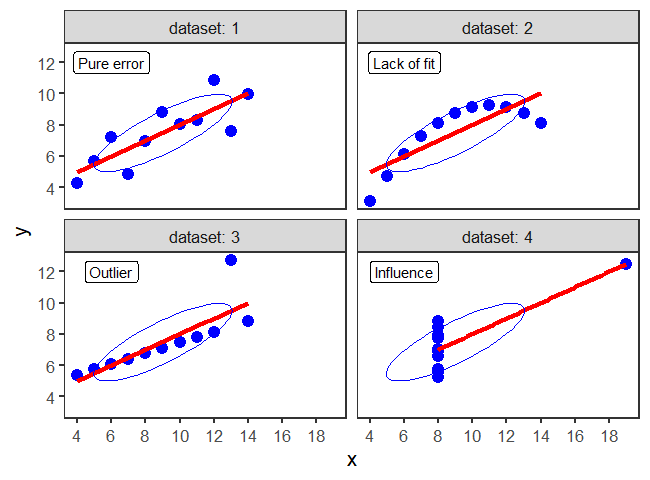 dataset: 1
dataset: 2
Pure error
Lack of fit
12
10
8
6
4
dataset: 3
dataset: 4
Outlier
Influence
12
10
8
6
4
y
4 6 8 10 12 14 16 18
4 6 8 10 12 14 16 18
x